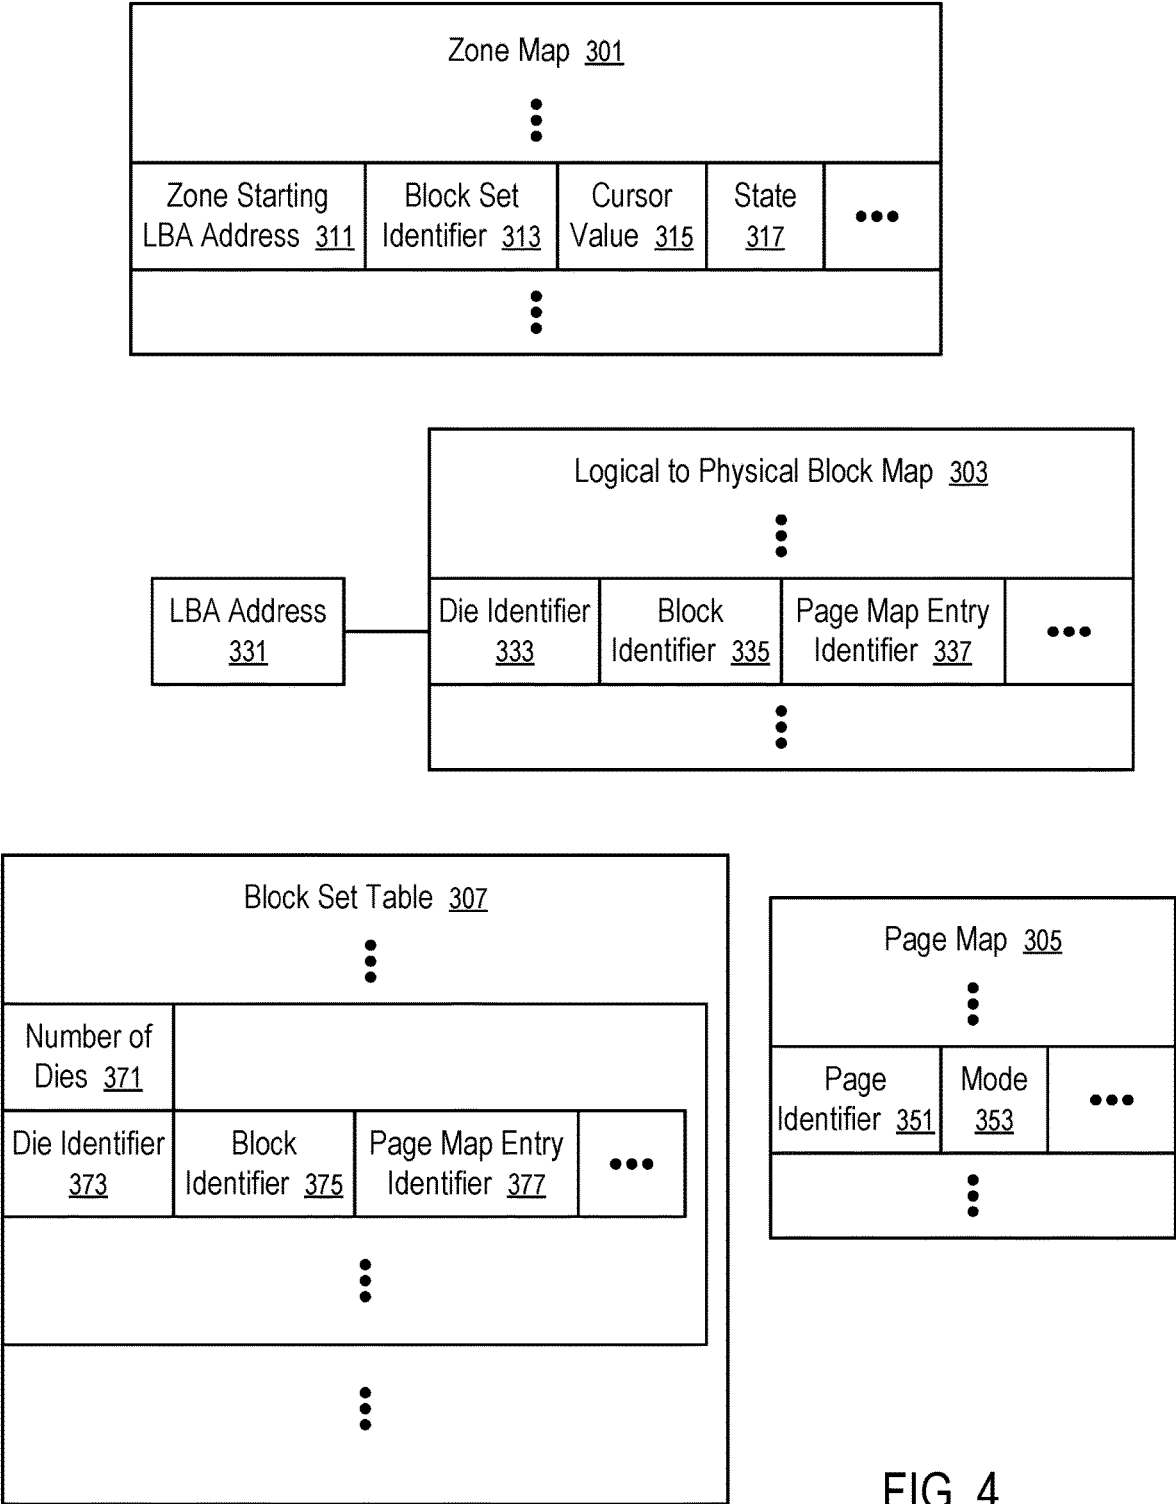 Zone Map 301
Zone Starting
LBA Address 311
Block Set
Identifier 313
Cursor
Value 315
State
317
Logical to Physical Block Map 303
LBA Address
331
Die Identifier
333
Block
Identifier 335
Page Map Entry
Identifier 337
Block Set Table 307
Number of
Dies 371
Die Identifier
373
Block
Identifier 375
Page Map Entry
Identifier 377
Page Map 305
Page
Identifier 351
Mode
353
FIG. 4